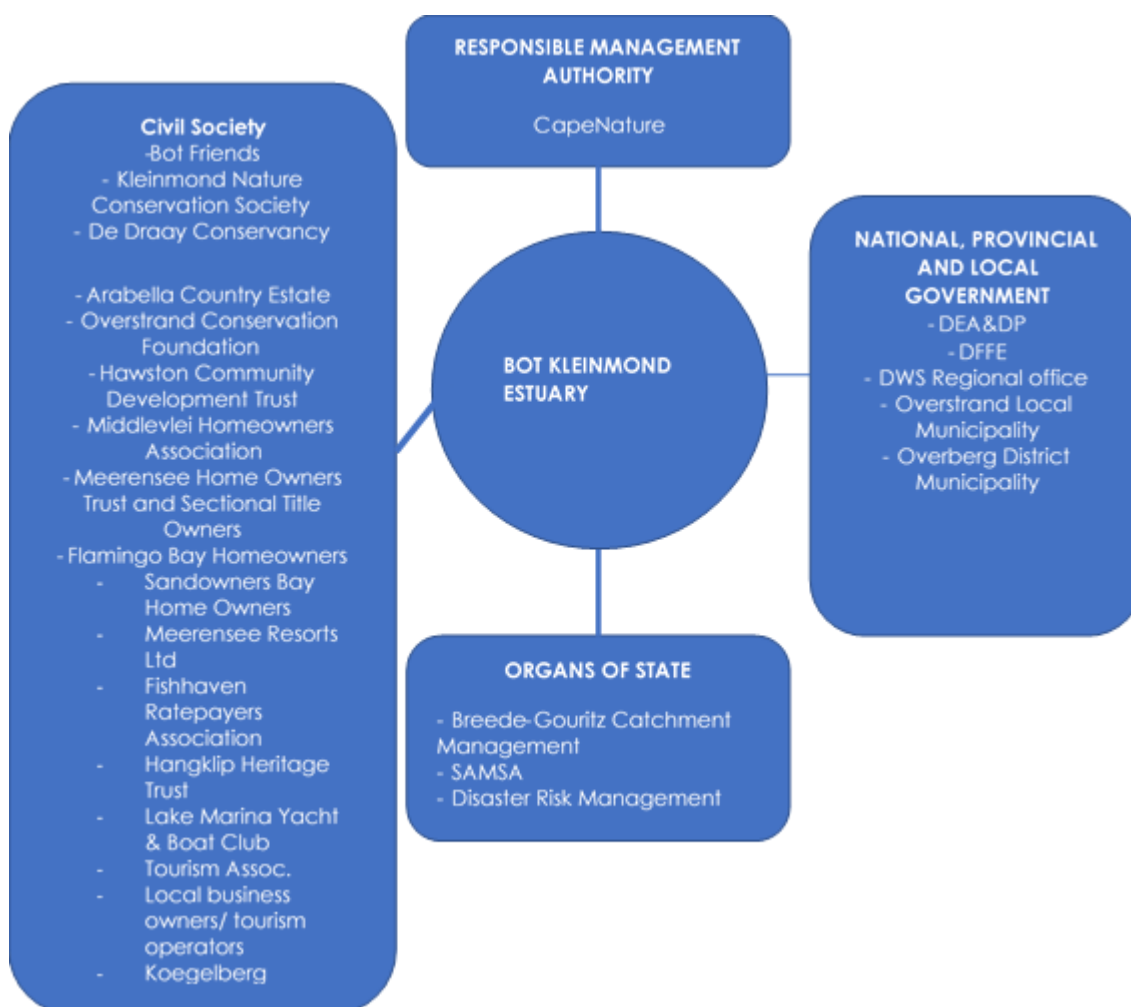 RESPONSIBLE MANAGEMENT
AUTHORITY
CapeNature
Civil Society
-Bot Friends
- Kleinmond Nature
Conservation Society
- De Draay Conservancy
- Arabella Country Estate
- Overstrand Conservation
Foundation
- Hawston Community
Development Trust
- Middlevlei Homeowners
Association
- Meerensee Home Owners
Trust and Sectional Title
Owners
- Flamingo Bay Homeowners
- Sandowners Bay
Home Owners
- Meerensee Resorts
Ltd
- Fishhaven
Ratepayers
Association
- Hangklip Heritage
Trust
- Lake Marina Yacht
& Boat Club
- Tourism Assoc.
- Local business
owners/ tourism
operators
- Koegelberg
BOT KLEINMOND
ESTUARY
NATIONAL, PROVINCIAL
AND LOCAL
GOVERNMENT
- DEA&DP
- DFFE
- DWS Regional office
- Overstrand Local
Municipality
- Overberg District
Municipality
ORGANS OF STATE
- Breede-Gouritz Catchment
Management
- SAMSA
- Disaster Risk Management